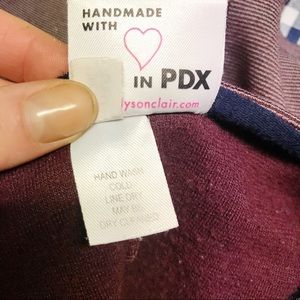 HANDMADE
WITH
IN PDX
lysonclair.com
HAND WASH
COLD
LINE DRY
MAY BE
DRY CLEANED